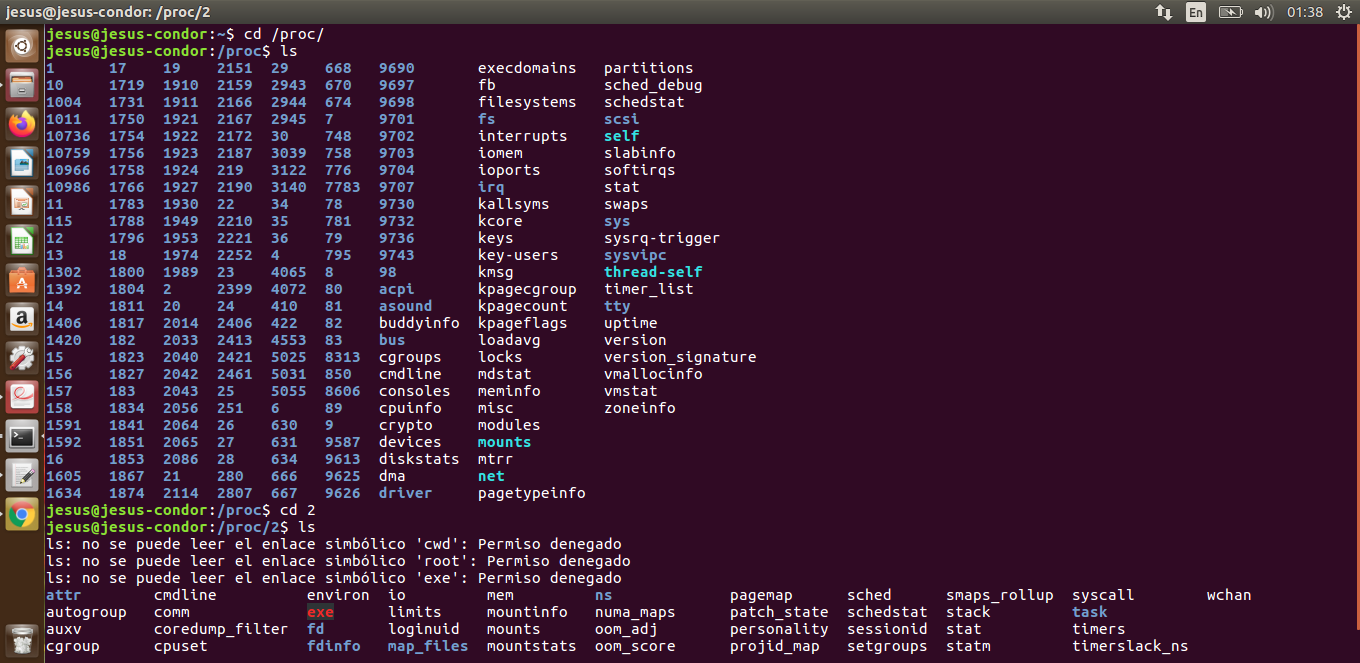 jesus@jesus-condor: /proc/2 En 01:38
jesus@jesus-condor:~$ cd /proc/
jesus@jesus-condor:/proc$ ls
1 17 19 2151 29 668 9690 execdomains partitions
10 1719 1910 2159 2943 670 9697 fb sched_debug
1004 1731 1911 2166 2944 674 9698 filesystems schedstat
1011 1750 1921 2167 2945 7 9701 fs scsi
10736 1754 1922 2172 30 748 9702 interrupts self
10759 1756 1923 2187 3039 758 9703 iomem slabinfo
10966 1758 1924 219 3122 776 9704 ioports softirqs
10986 1766 1927 2190 3140 7783 9707 irq stat
11 1783 1930 22 34 78 9730 kallsyms swaps
115 1788 1949 2210 35 781 9732 kcore sys
12 1796 1953 2221 36 79 9736 keys sysrq-trigger
13 18 1974 2252 4 795 9743 key-users sysvipc
1302 1800 1989 23 4065 8 98 kmsg thread-self
1392 1804 2 2399 4072 80 acpi kpagecgroup timer_list
14 1811 20 24 410 81 asound kpagecount tty
1406 1817 2014 2406 422 82 buddyinfo kpageflags uptime
1420 182 2033 2413 4553 83 bus loadavg version
15 1823 2040 2421 5025 8313 cgroups locks version_signature
156 1827 2042 2461 5031 850 cmdline mdstat vmallocinfo
157 183 2043 25 5055 8606 consoles meminfo vmstat
158 1834 2056 251 6 89 cpuinfo misc zoneinfo
1591 1841 2064 26 630 9 crypto modules
1592 1851 2065 27 631 9587 devices mounts
16 1853 2086 28 634 9613 diskstats mtrr
1605 1867 21 280 666 9625 dma net
1634 1874 2114 2807 667 9626 driver pagetypeinfo
jesus@jesus-condor:/proc$ cd 2
jesus@jesus-condor:/proc/2$ ls
ls: no se puede leer el enlace simbólico 'cwd': Permiso denegado
ls: no se puede leer el enlace simbólico 'root': Permiso denegado
ls: no se puede leer el enlace simbólico 'exe': Permiso denegado
attr cmdline environ io mem ns pagemap sched smaps_rollup syscall wchan
autogroup comm exe limits mountinfo numa_maps patch_state schedstat stack task
auxv coredump_filter fd loginuid mounts oom_adj personality sessionid stat timers
cgroup cpuset fdinfo map_files mountstats oom_score projid_map setgroups statm timerslack_ns